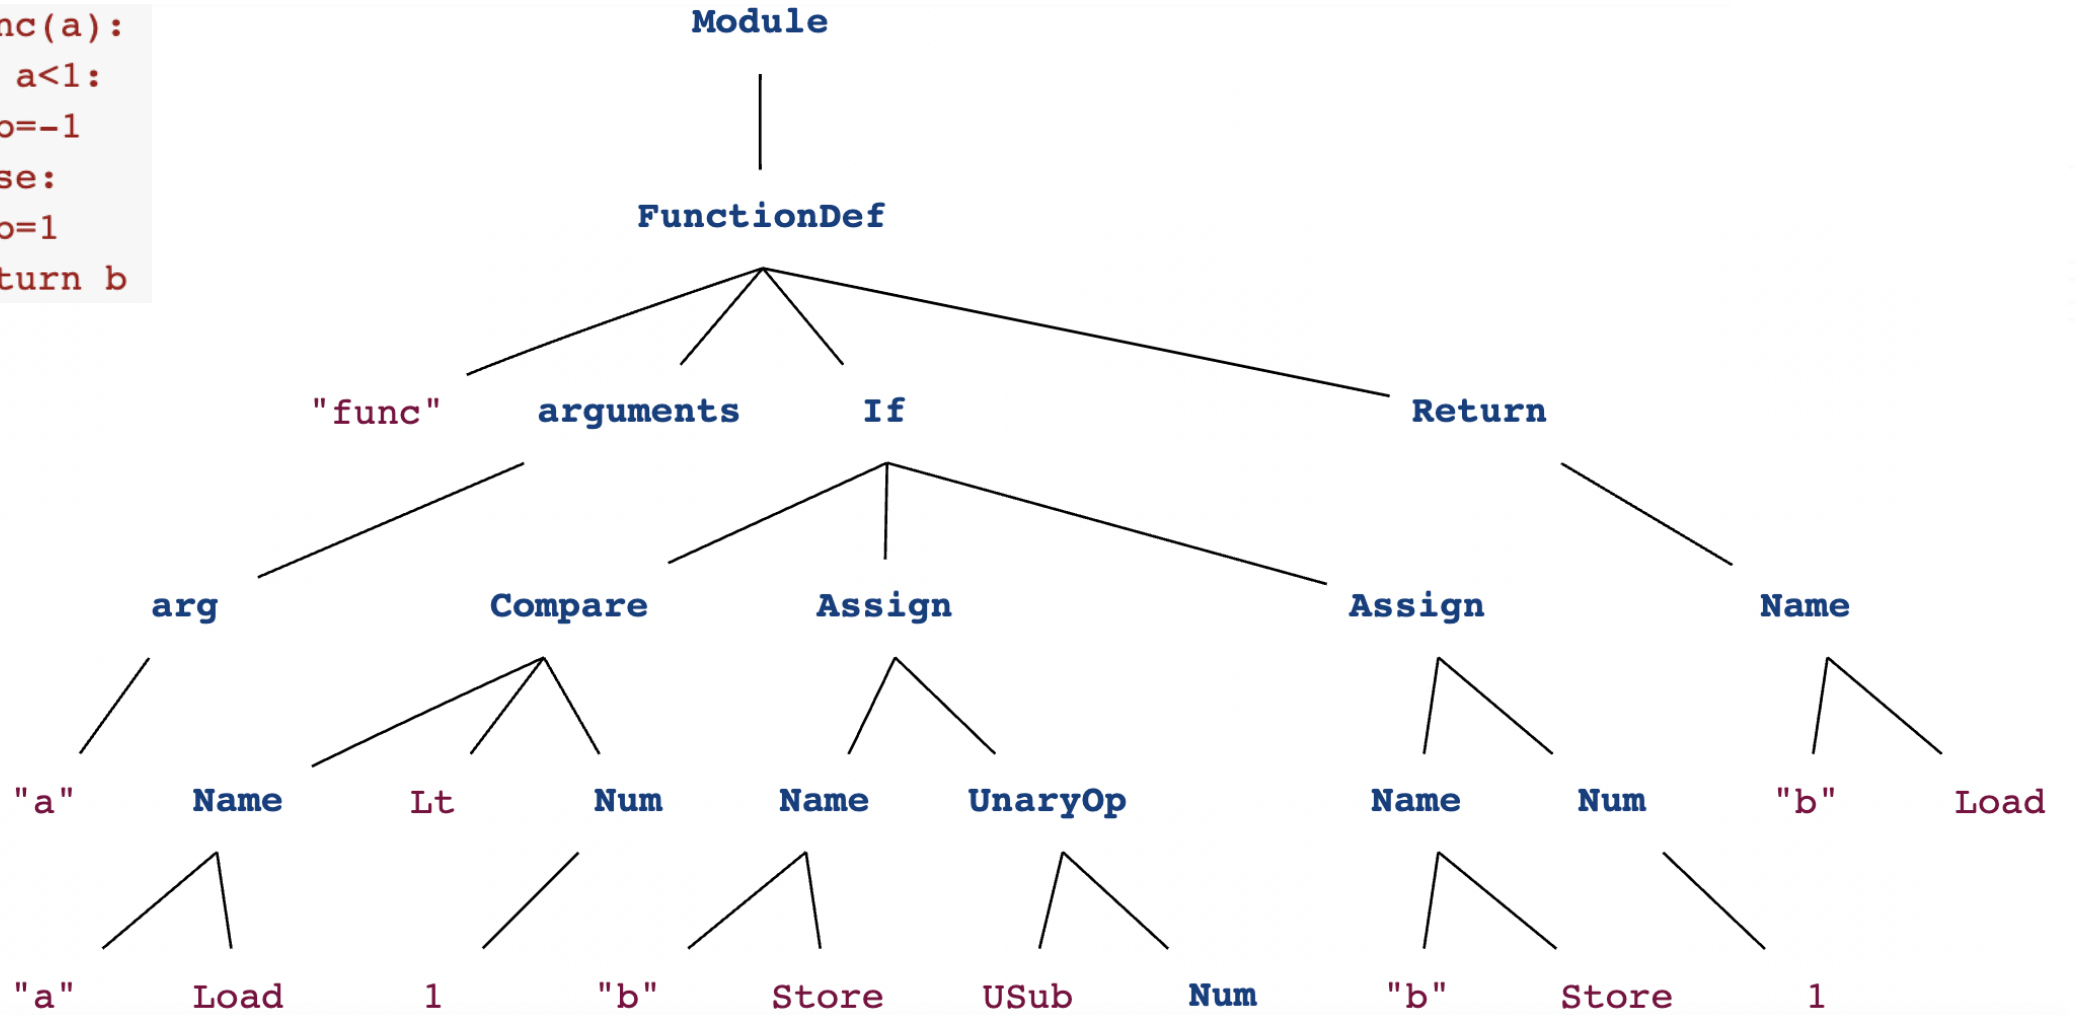 nc(a):
a<1:
b=-1
se:
b=1
turn b
Module
FunctionDef
"func" arguments If Return
arg Compare Assign Assign Name
"a" Name Lt Num Name UnaryOp Name Num "b" Load
"a" Load 1 "b" Store USub Num "b" Store 1